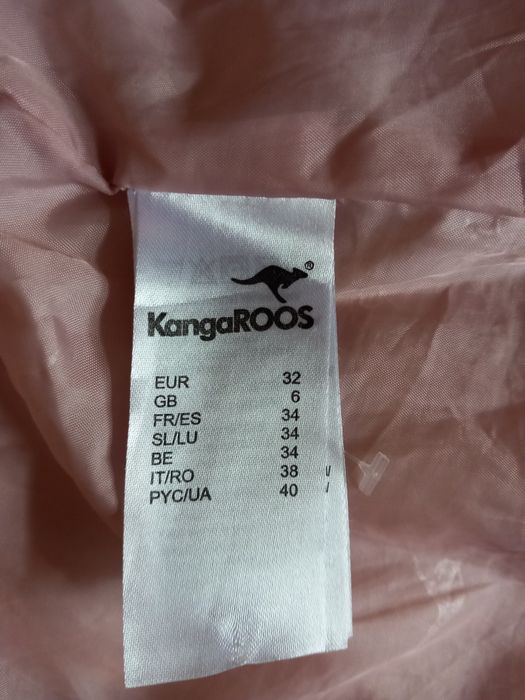 ®
KangaROOS
EUR 32
GB 6
FR/ES 34
SL/LU 34
BE 34
IT/RO 38
PYC/UA 40